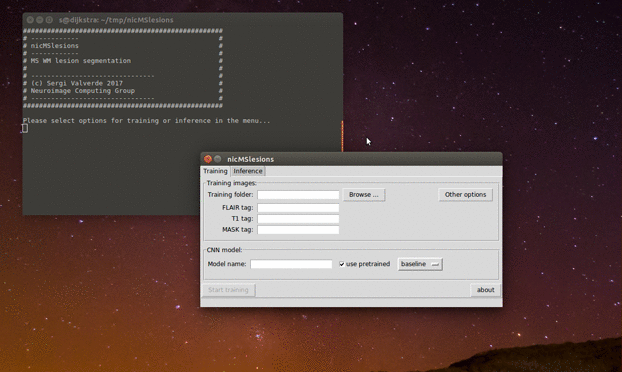 s@dijkstra: ~/tmp/nicMSlesions
##################################################
# ------------ #
# nicMSlesions #
# ------------ #
# MS WM lesion segmentation #
# #
# ------------------------------- #
# (c) Sergi Valverde 2017 #
# Neuroimage Computing Group #
# ------------------------------- #
##################################################
Please select options for training or inference in the menu...
nicMSlesions
Training Inference
Training images:
Training folder: Browse ... Other options
FLAIR tag:
T1 tag:
MASK tag:
CNN model:
Model name: use pretrained baseline
Start training about